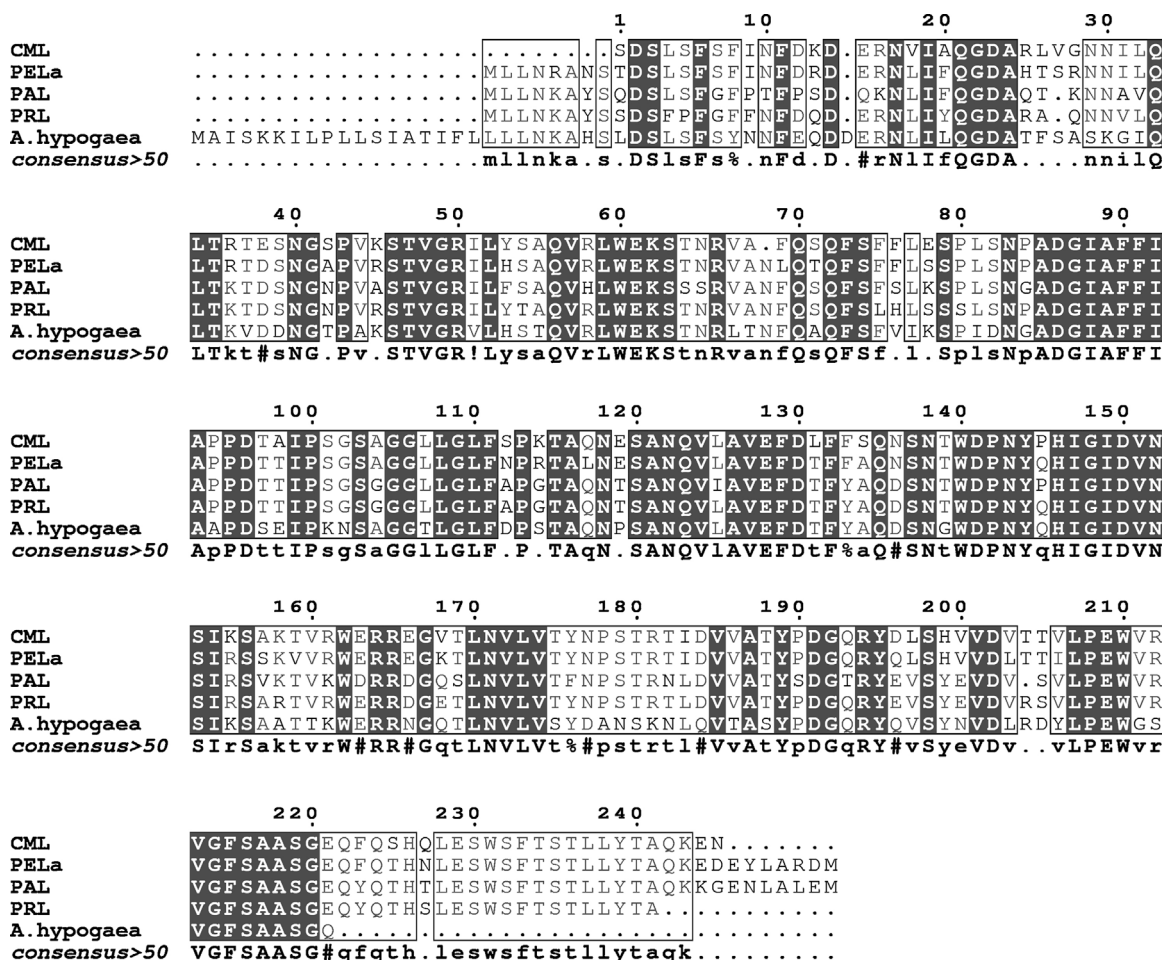 1 10 20 30
CML ..........................SDSLSFSFINFDKD.ERNVIAQGDARLVGNNILQ
PELa ..................MLLNRANSTDSLSFSFINFDRD.ERNLIFQGDAHTSRNNILQ
PAL ..................MLLNKAYSQDSLSFGFPTFPSD.QKNLIFQGDAQT.KNNAVQ
PRL ..................MLLNKAYSSDSFPFGFFNFDQD.ERNLIYQGDARA.QNNVLQ
A.hypogaea MAISKKILPLLSIATIFLLLLNKAHSLDSLSFSYNNFEQDDERNLILQGDATFSASKGIQ
consensus>50 ..................mllnka.s.DSlsFs%.nFd.D.#rNlIfQGDA....nnilQ
40 50 60 70 80 90
CML LTRTESNGSPVKSTVGRILYSAQVRLWEKSTNRVA.FQSQFSFFLESPLSNPADGIAFFI
PELa LTRTDSNGAPVRSTVGRILHSAQVRLWEKSTNRVANLQTQFSFFLSSPLSNPADGIAFFI
PAL LTKTDSNGNPVASTVGRILFSAQVHLWEKSSSRVANFQSQFSFSLKSPLSNGADGIAFFI
PRL LTKTDSNGNPVRSTVGRILYTAQVRLWEKSTNRVANFQSQFSFLHLSSLSNPADGIAFFI
A.hypogaea LTKVDDNGTPAKSTVGRVLHSTQVRLWEKSTNRLTNFQAQFSFVIKSPIDNGADGIAFFI
consensus>50 LTkt#sNG.Pv.STVGR!LysaQVrLWEKStnRvanfQsQFSf.l.SplsNpADGIAFFI
100 110 120 130 140 150
CML APPDTAIPSGSAGGLLGLFSPKTAQNESANQVLAVEFDLFFSQNSNTWDPNYPHIGIDVN
PELa APPDTTIPSGSAGGLLGLFNPRTALNESANQVLAVEFDTFFAQNSNTWDPNYQHIGIDVN
PAL APPDTTIPSGSAGGLLGLFAPGTAQNTSANQVIAVEFDTFYAQDSNTWDPNYPHIGIDVN
PRL APPDTTIPSGSGGGLLGLFAPGTAQNTSANQVIAVEFDTFYAQDSNTWDPNYPHIGIDVN
A.hypogaea AAPDSEIPKNSAGGTLGLFDPSTAQNPSANQVLAVEFDTFYAQDSNGWDPNYQHIGIDVN
consensus>50 ApPDttIPsgSaGGlLGLF.P.TAqN.SANQVlAVEFDtF%aQ#SNtWDPNYqHIGIDVN
160 170 180 190 200 210
CML SIKSAKTVRWERREGVTLNVLVTYNPSTRTIDVVATYPDGQRYDLSHVVDVTTVLPEWVR
PELa SIRSSKVVRWERREGKTLNVLVTYNPSTRTIDVVATYPDGQRYQLSHVVDLTTILPEWVR
PAL SIRSVKTVKWDRRDGQSLNVLVTFNPSTRNLDVVATYSDGTRYEVSYEVDV.SVLPEWVR
PRL SIRSARTVRWERRDGETLNVLVTYNPSTRTLDVVATYPDGQRYEVSYEVDVRSVLPEWVR
A.hypogaea SIKSAATTKWERRNGQTLNVLVSYDANSKNLQVTASYPDGQRYQVSYNVDLRDYLPEWGS
consensus>50 SIrSaktvrW#RR#GqtLNVLVt%#pstrtl#VvAtYpDGqRY#vSyeVDv..vLPEWvr
220 230 240
CML VGFSAASGEQFQSHQLESWSFTSTLLYTAQKEN.......
PELa VGFSAASGEQFQTHNLESWSFTSTLLYTAQKEDEYLARDM
PAL VGFSAASGEQYQTHTLESWSFTSTLLYTAQKKGENLALEM
PRL VGFSAASGEQYQTHSLESWSFTSTLLYTA...........
A.hypogaea VGFSAASGQ...............................
consensus>50 VGFSAASG#qfqth.leswsftstllytaqk.........